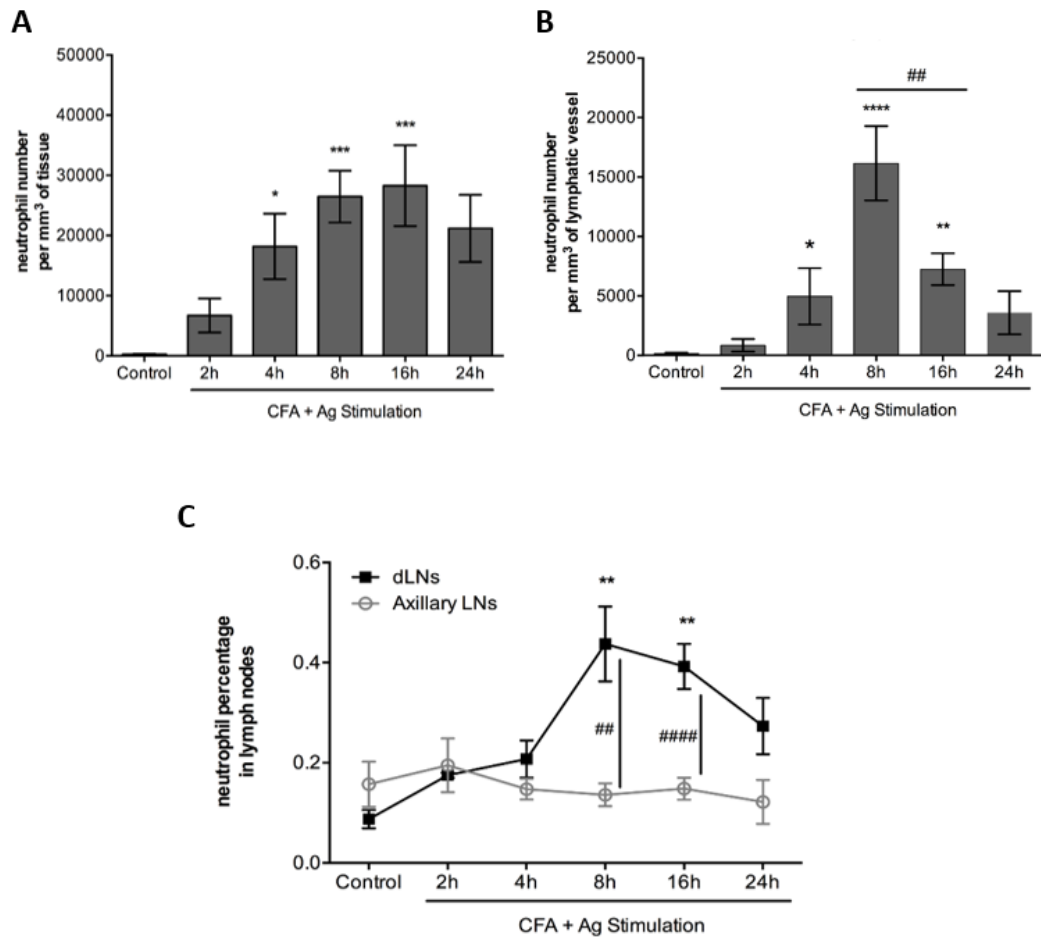 A
neutrophil number
per mm³ of tissue
50000
40000
30000
20000
10000
0
*
***
***
Control
2h
4h
8h
16h
24h
CFA + Ag Stimulation
B
neutrophil number
per mm³ of lymphatic vessel
25000
20000
15000
10000
5000
0
##
*
****
**
Control
2h
4h
8h
16h
24h
CFA + Ag Stimulation
C
neutrophil percentage
in lymph nodes
0.6
0.4
0.2
0.0
dLNs
Axillary LNs
**
**
##
####
Control
2h
4h
8h
16h
24h
CFA + Ag Stimulation